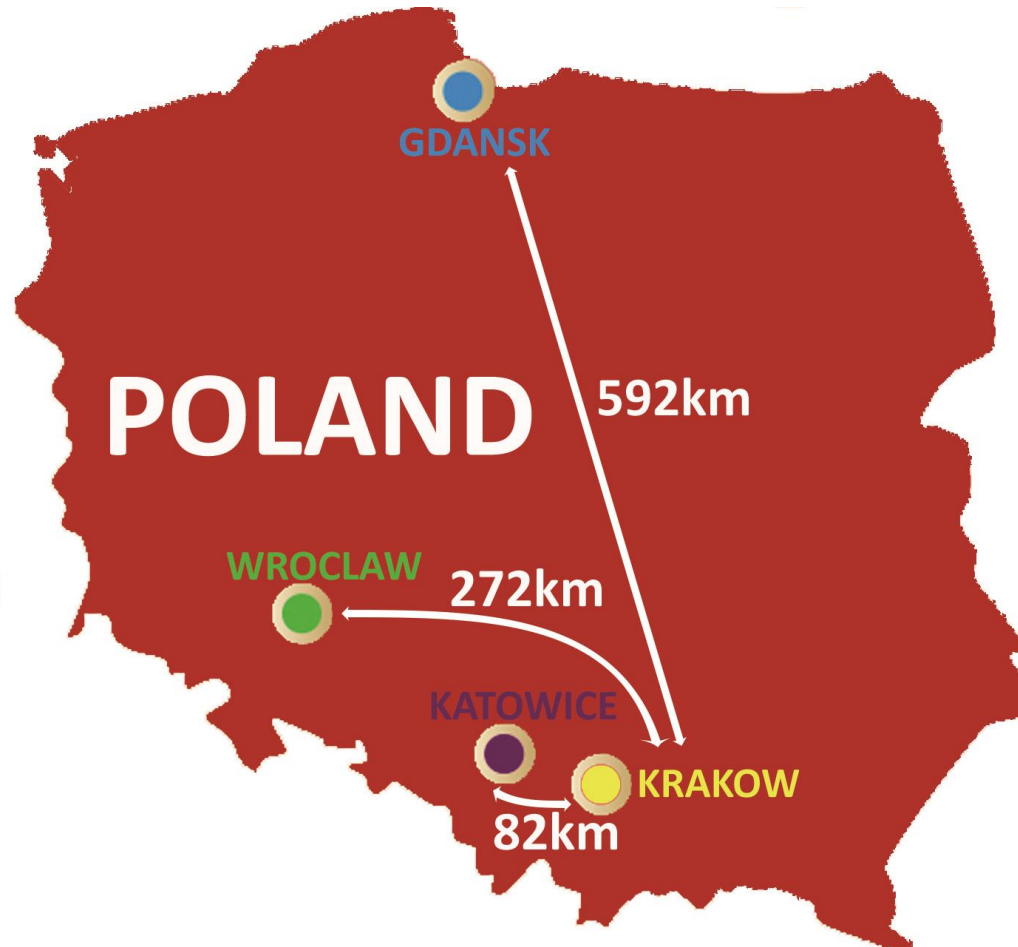 GDANSK
592km
POLAND
WROCLAW
272km
KATOWICE
KRAKOW
82km